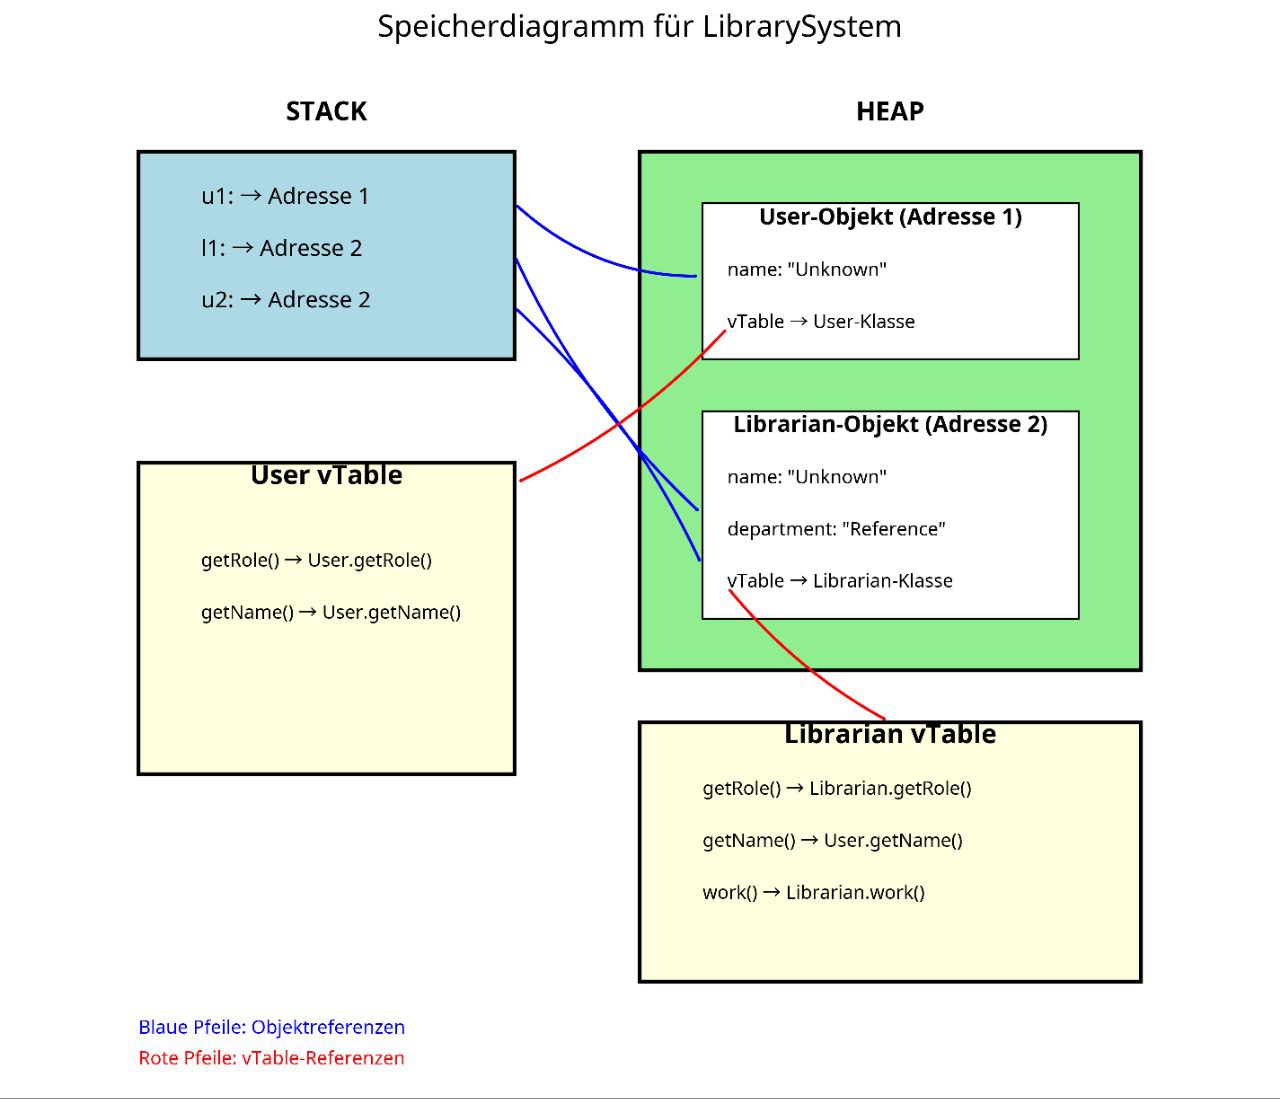 Speicherdiagramm für LibrarySystem
STACK
u1: → Adresse 1
l1: → Adresse 2
u2: → Adresse 2
HEAP
User-Objekt (Adresse 1)
name: "Unknown"
vTable → User-Klasse
Librarian-Objekt (Adresse 2)
name: "Unknown"
department: "Reference"
vTable → Librarian-Klasse
User vTable
getRole() → User.getRole()
getName() → User.getName()
Librarian vTable
getRole() → Librarian.getRole()
getName() → User.getName()
work() → Librarian.work()
Blaue Pfeile: Objektreferenzen
Rote Pfeile: vTable-Referenzen